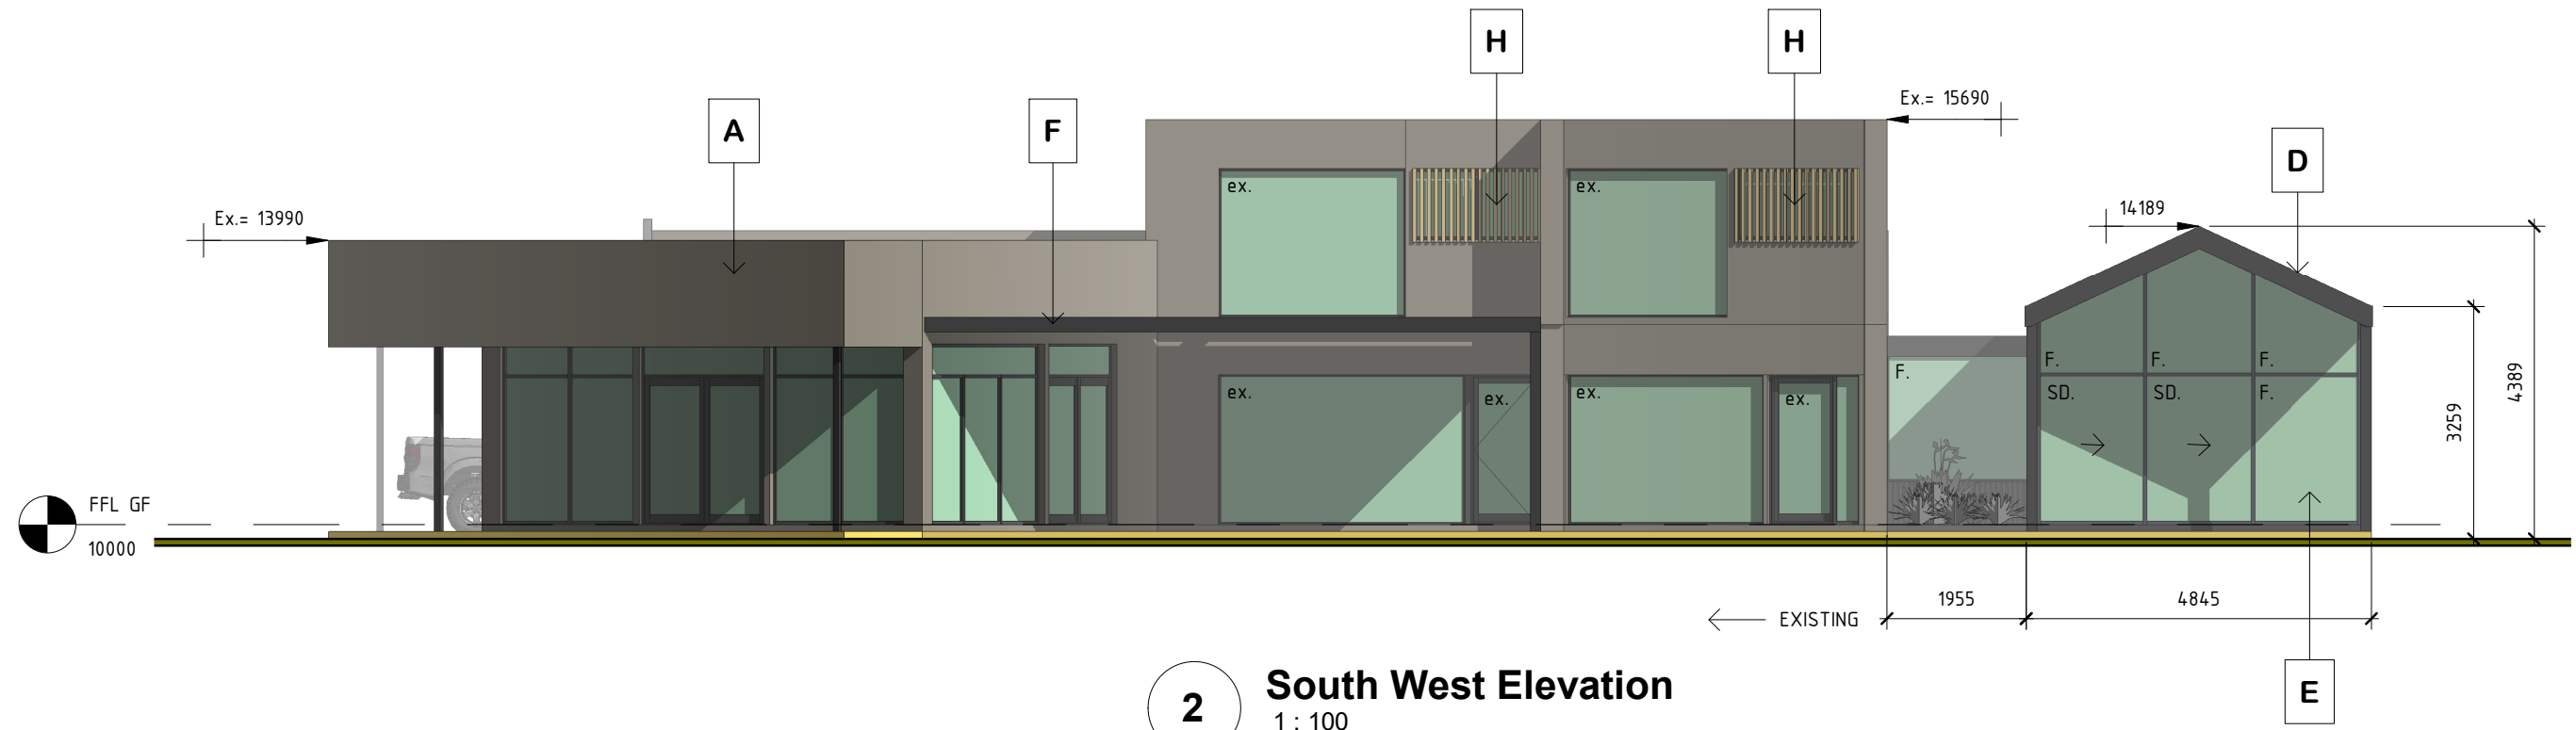 H
H
A
F
Ex.= 15690
D
14189
Ex.= 13990
ex.
ex.
F.
F.
F.
F.
SD.
SD.
F.
ex.
ex.
ex.
ex.
4389
3259
FFL GF
10000
1955
4845
EXISTING
2
South West Elevation
1 : 100
E